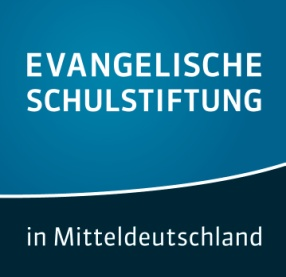 EVANGELISCHE
SCHULSTIFTUNG
in Mitteldeutschland